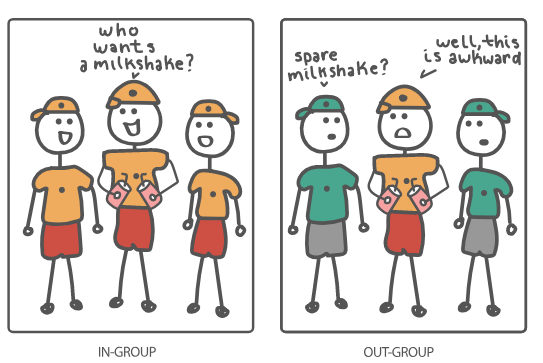 who
wants
a milkshake?
spare
milkshake?
well, this
is awkward
IN-GROUP
OUT-GROUP